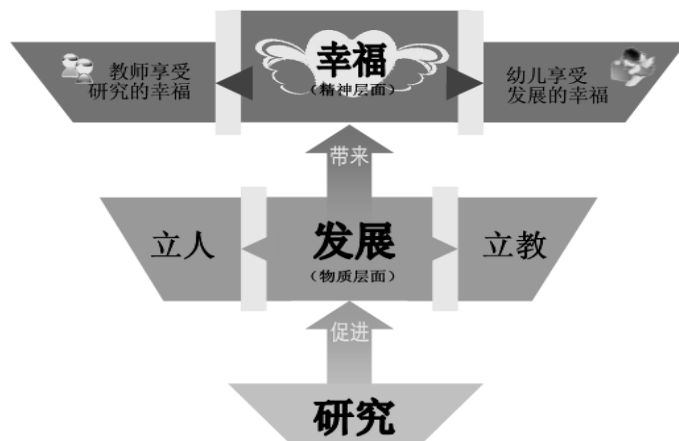 教师享受
研究的幸福
幸福
（精神层面）
幼儿享受
发展的幸福
带来
立人
发展
（物质层面）
立教
促进
研究